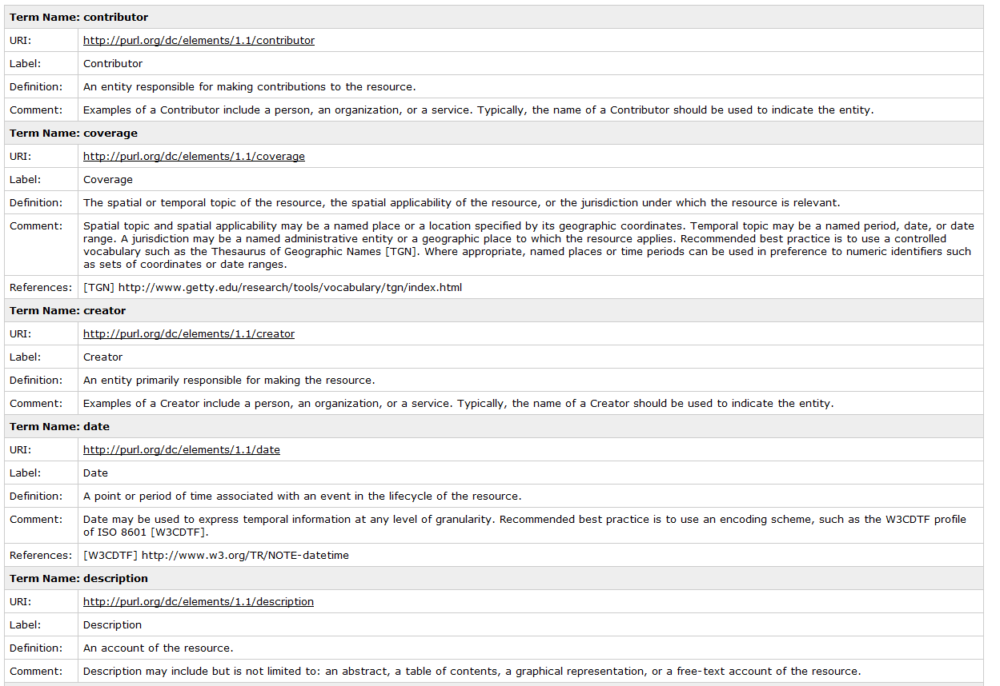 Term Name: contributor
URI: http://purl.org/dc/elements/1.1/contributor
Label: Contributor
Definition: An entity responsible for making contributions to the resource.
Comment: Examples of a Contributor include a person, an organization, or a service. Typically, the name of a Contributor should be used to indicate the entity.
Term Name: coverage
URI: http://purl.org/dc/elements/1.1/coverage
Label: Coverage
Definition: The spatial or temporal topic of the resource, the spatial applicability of the resource, or the jurisdiction under which the resource is relevant.
Comment: Spatial topic and spatial applicability may be a named place or a location specified by its geographic coordinates. Temporal topic may be a named period, date, or date
range. A jurisdiction may be a named administrative entity or a geographic place to which the resource applies. Recommended best practice is to use a controlled
vocabulary such as the Thesaurus of Geographic Names [TGN]. Where appropriate, named places or time periods can be used in preference to numeric identifiers such
as sets of coordinates or date ranges.
References: [TGN] http://www.getty.edu/research/tools/vocabulary/tgn/index.html
Term Name: creator
URI: http://purl.org/dc/elements/1.1/creator
Label: Creator
Definition: An entity primarily responsible for making the resource.
Comment: Examples of a Creator include a person, an organization, or a service. Typically, the name of a Creator should be used to indicate the entity.
Term Name: date
URI: http://purl.org/dc/elements/1.1/date
Label: Date
Definition: A point or period of time associated with an event in the lifecycle of the resource.
Comment: Date may be used to express temporal information at any level of granularity. Recommended best practice is to use an encoding scheme, such as the W3CDTF profile
of ISO 8601 [W3CDTF].
References: [W3CDTF] http://www.w3.org/TR/NOTE-datetime
Term Name: description
URI: http://purl.org/dc/elements/1.1/description
Label: Description
Definition: An account of the resource.
Comment: Description may include but is not limited to: an abstract, a table of contents, a graphical representation, or a free-text account of the resource.